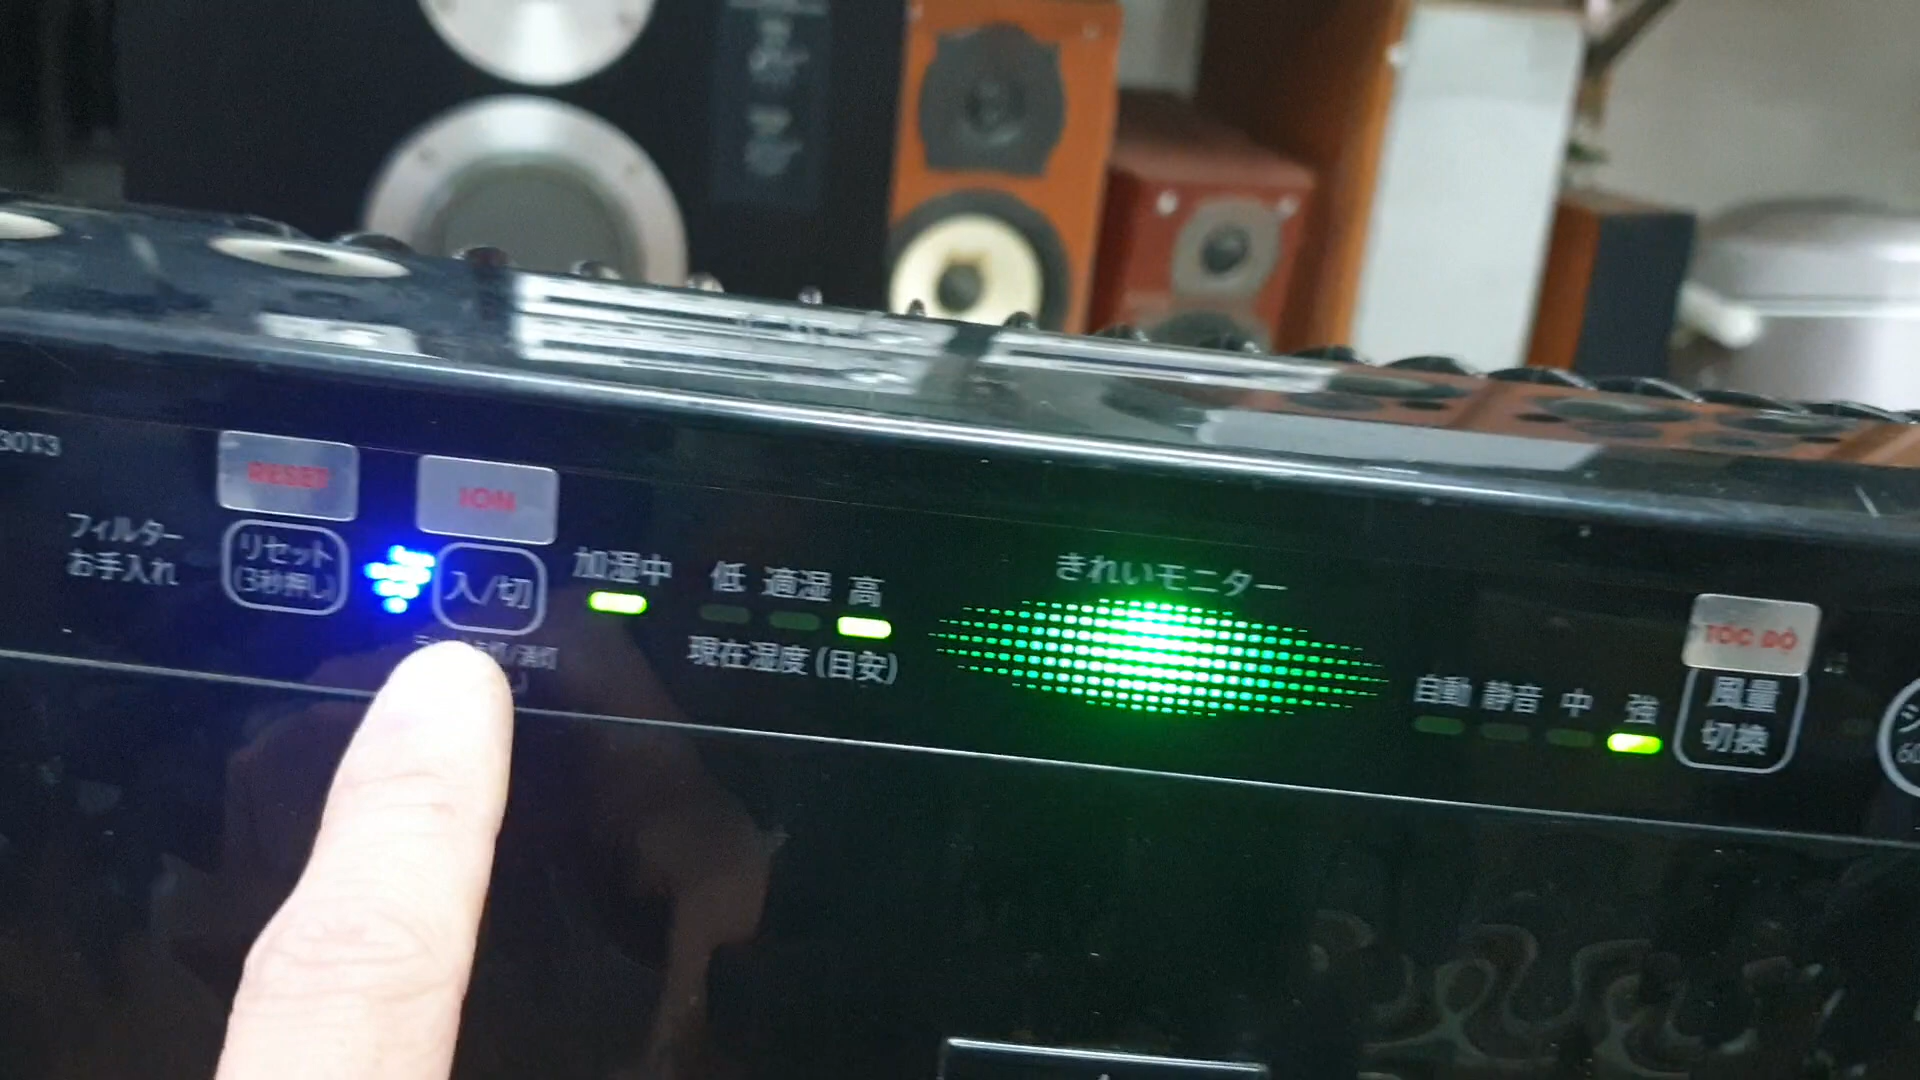 30T3
RESET
ION
フィルター
お手入れ
リセット
(3秒押し)
入/切
加湿中
低 適湿 高
現在湿度 (目安)
きれいモニター
自動 静音 中 強
TỐC ĐỘ
風量
切換